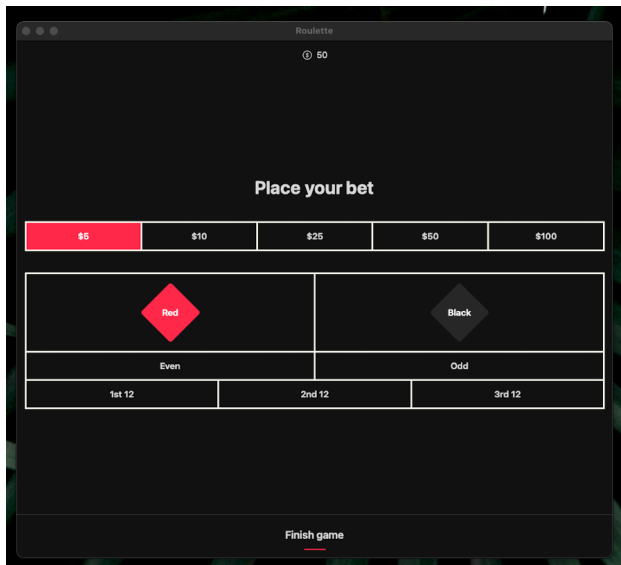 Roulette
50
Place your bet
$5 $10 $25 $50 $100
Red Black
Even Odd
1st 12 2nd 12 3rd 12
Finish game